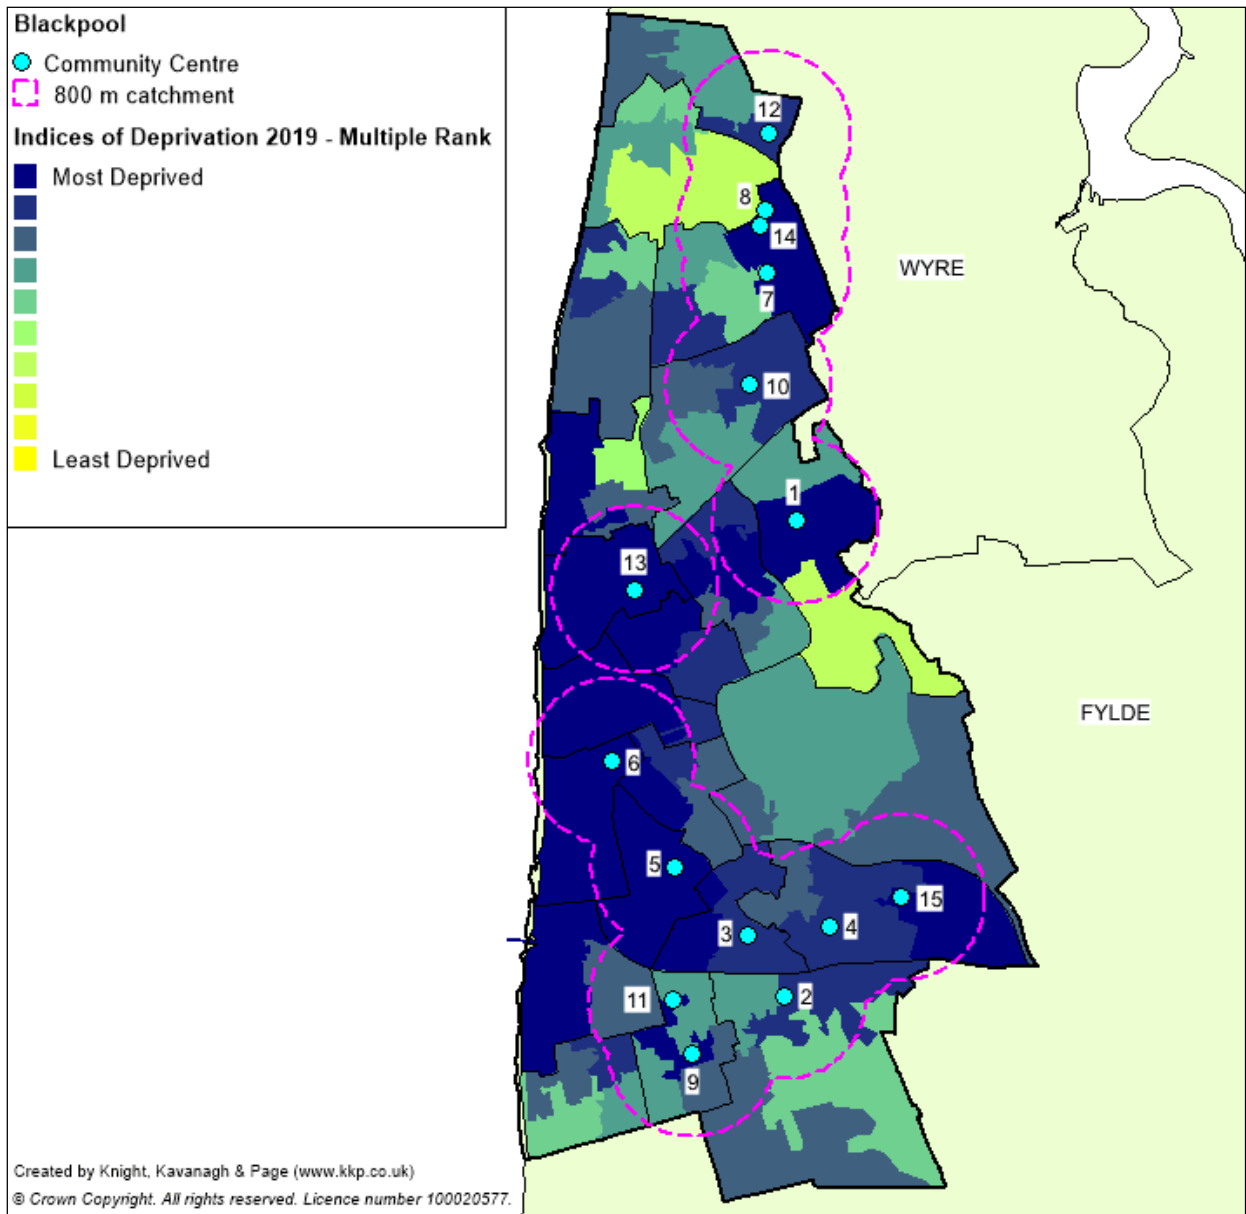 Blackpool
Community Centre
800 m catchment
Indices of Deprivation 2019 - Multiple Rank
Most Deprived
Least Deprived
12
8
14
WYRE
7
10
1
13
FYLDE
6
5
15
3
4
11
2
9
Created by Knight, Kavanagh & Page (www.kkp.co.uk)
© Crown Copyright. All rights reserved. Licence number 100020577.